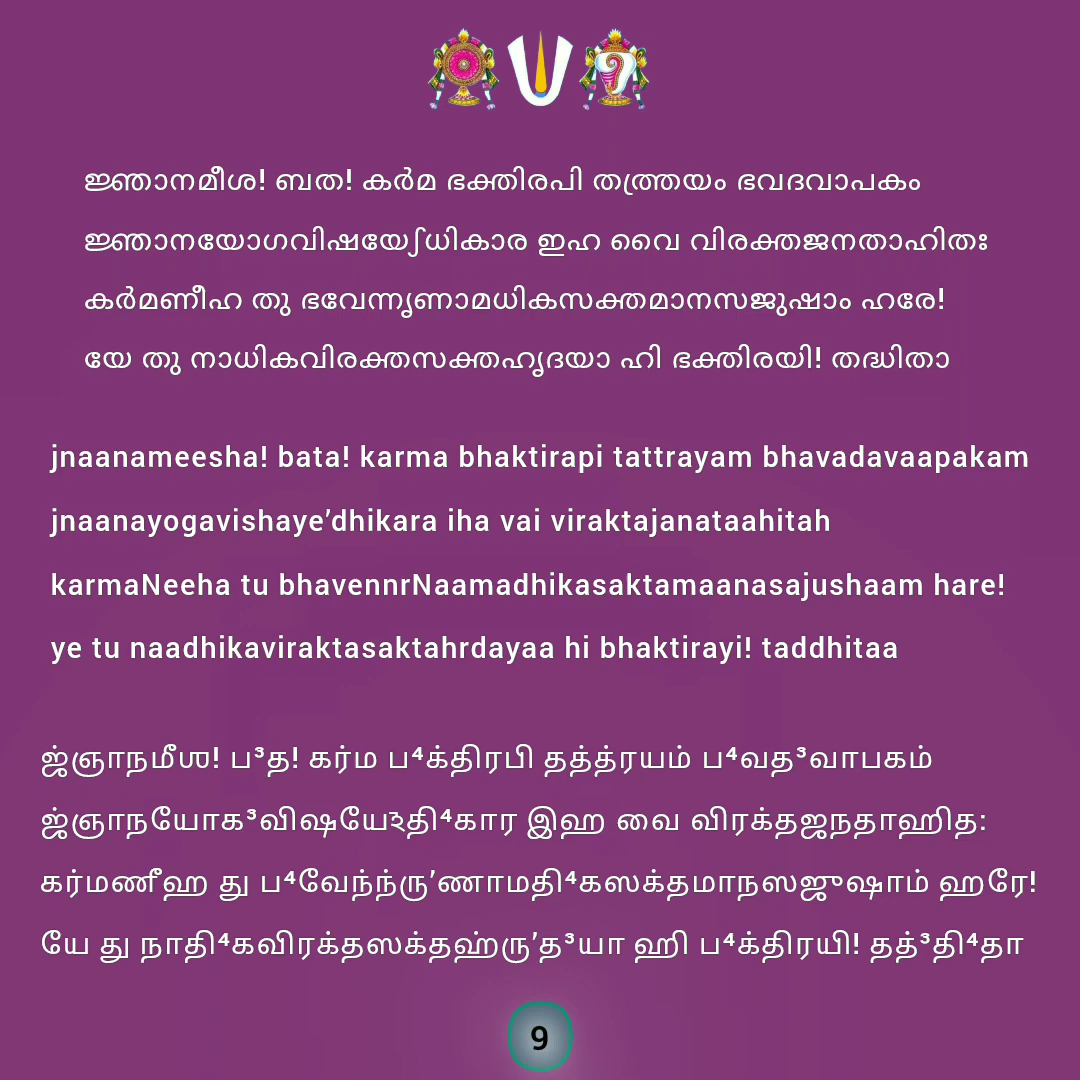 ജ്ഞാനമീശ! ബത! കർമ ഭക്തിരപി തത്ത്രയം ഭവദവാപകം
ജ്ഞാനയോഗവിഷയേഽധികാര ഇഹ വൈ വിരക്തജനതാഹിതഃ
കർമണീഹ തു ഭവേന്നൃണാമധികസക്തമാനസജുഷാം ഹരേ!
യേ തു നാധികവിരക്തസക്തഹൃദയാ ഹി ഭക്തിരയി! തദ്ധിതാ
jnaanameesha! bata! karma bhaktirapi tattrayam bhavadavaapakam
jnaanayogavishaye’dhikara iha vai viraktajanataahitah
karmaNeeha tu bhavennrNaamadhikasaktamaanasajushaam hare!
ye tu naadhikaviraktasaktahrdayaa hi bhaktirayi! taddhitaa
ஜ்ஞாநமீஶ! ப³த! கர்ம ப⁴க்திரபி தத்த்ரயம் ப⁴வத³வாபகம்
ஜ்ஞாநயோக³விஷயேऽதி⁴கார இஹ வை விரக்தஜநதாஹித:
கர்மணீஹ து ப⁴வேந்ந்ரு’ணாமதி⁴கஸக்தமாநஸஜுஷாம் ஹரே!
யே து நாதி⁴கவிரக்தஸக்தஹ்ரு’த³யா ஹி ப⁴க்திரயி! தத்³தி⁴தா
9